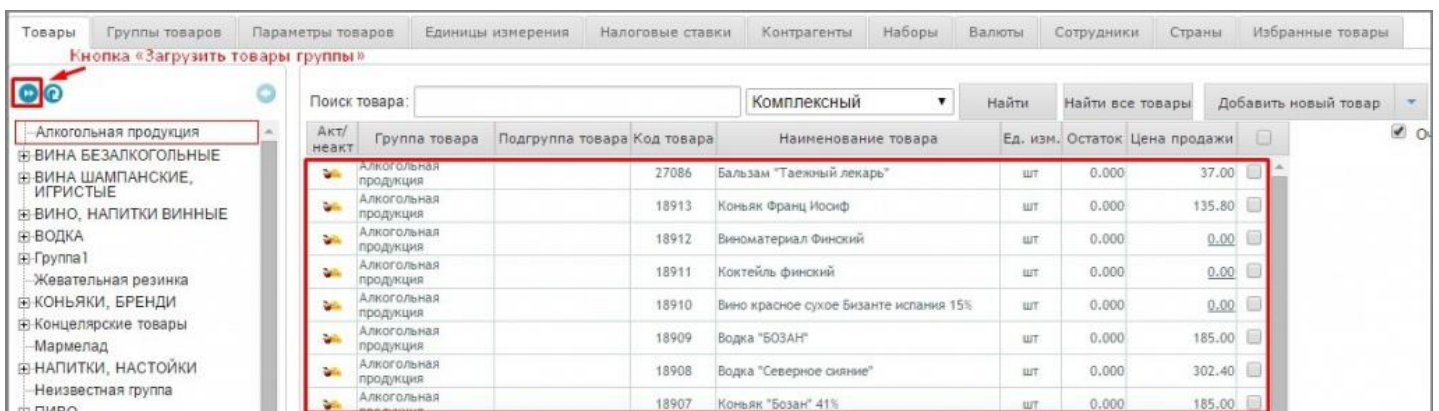 Товары Группы товаров Параметры товаров Единицы измерения Налоговые ставки Контрагенты Наборы Валюты Сотрудники Страны Избранные товары
Кнопка «Загрузить товары группы»
Поиск товара: Комплексный Найти Найти все товары Добавить новый товар
Алкогольная продукция
ВИНА БЕЗАЛКОГОЛЬНЫЕ
ВИНА ШАМПАНСКИЕ,
ИГРИСТЫЕ
ВИНО, НАПИТКИ ВИННЫЕ
ВОДКА
Группа1
Жевательная резинка
КОНЬЯКИ, БРЕНДИ
Концелярские товары
Мармелад
НАПИТКИ, НАСТОЙКИ
Неизвестная группа
ПИВО
Акт/
неакт Группа товара Подгруппа товара Код товара Наименование товара Ед. изм. Остаток Цена продажи
Алкогольная
продукция 27086 Бальзам "Таежный лекарь" шт 0.000 37.00
Алкогольная
продукция 18913 Коньяк Франц Иосиф шт 0.000 135.80
Алкогольная
продукция 18912 Виноматериал Финский шт 0.000 0.00
Алкогольная
продукция 18911 Коктейль финский шт 0.000 0.00
Алкогольная
продукция 18910 Вино красное сухое Бизанте испания 15% шт 0.000 0.00
Алкогольная
продукция 18909 Водка "БОЗАН" шт 0.000 185.00
Алкогольная
продукция 18908 Водка "Северное сияние" шт 0.000 302.40
Алкогольная
18907 Коньяк "Бозан" 41% шт 0.000 185.00